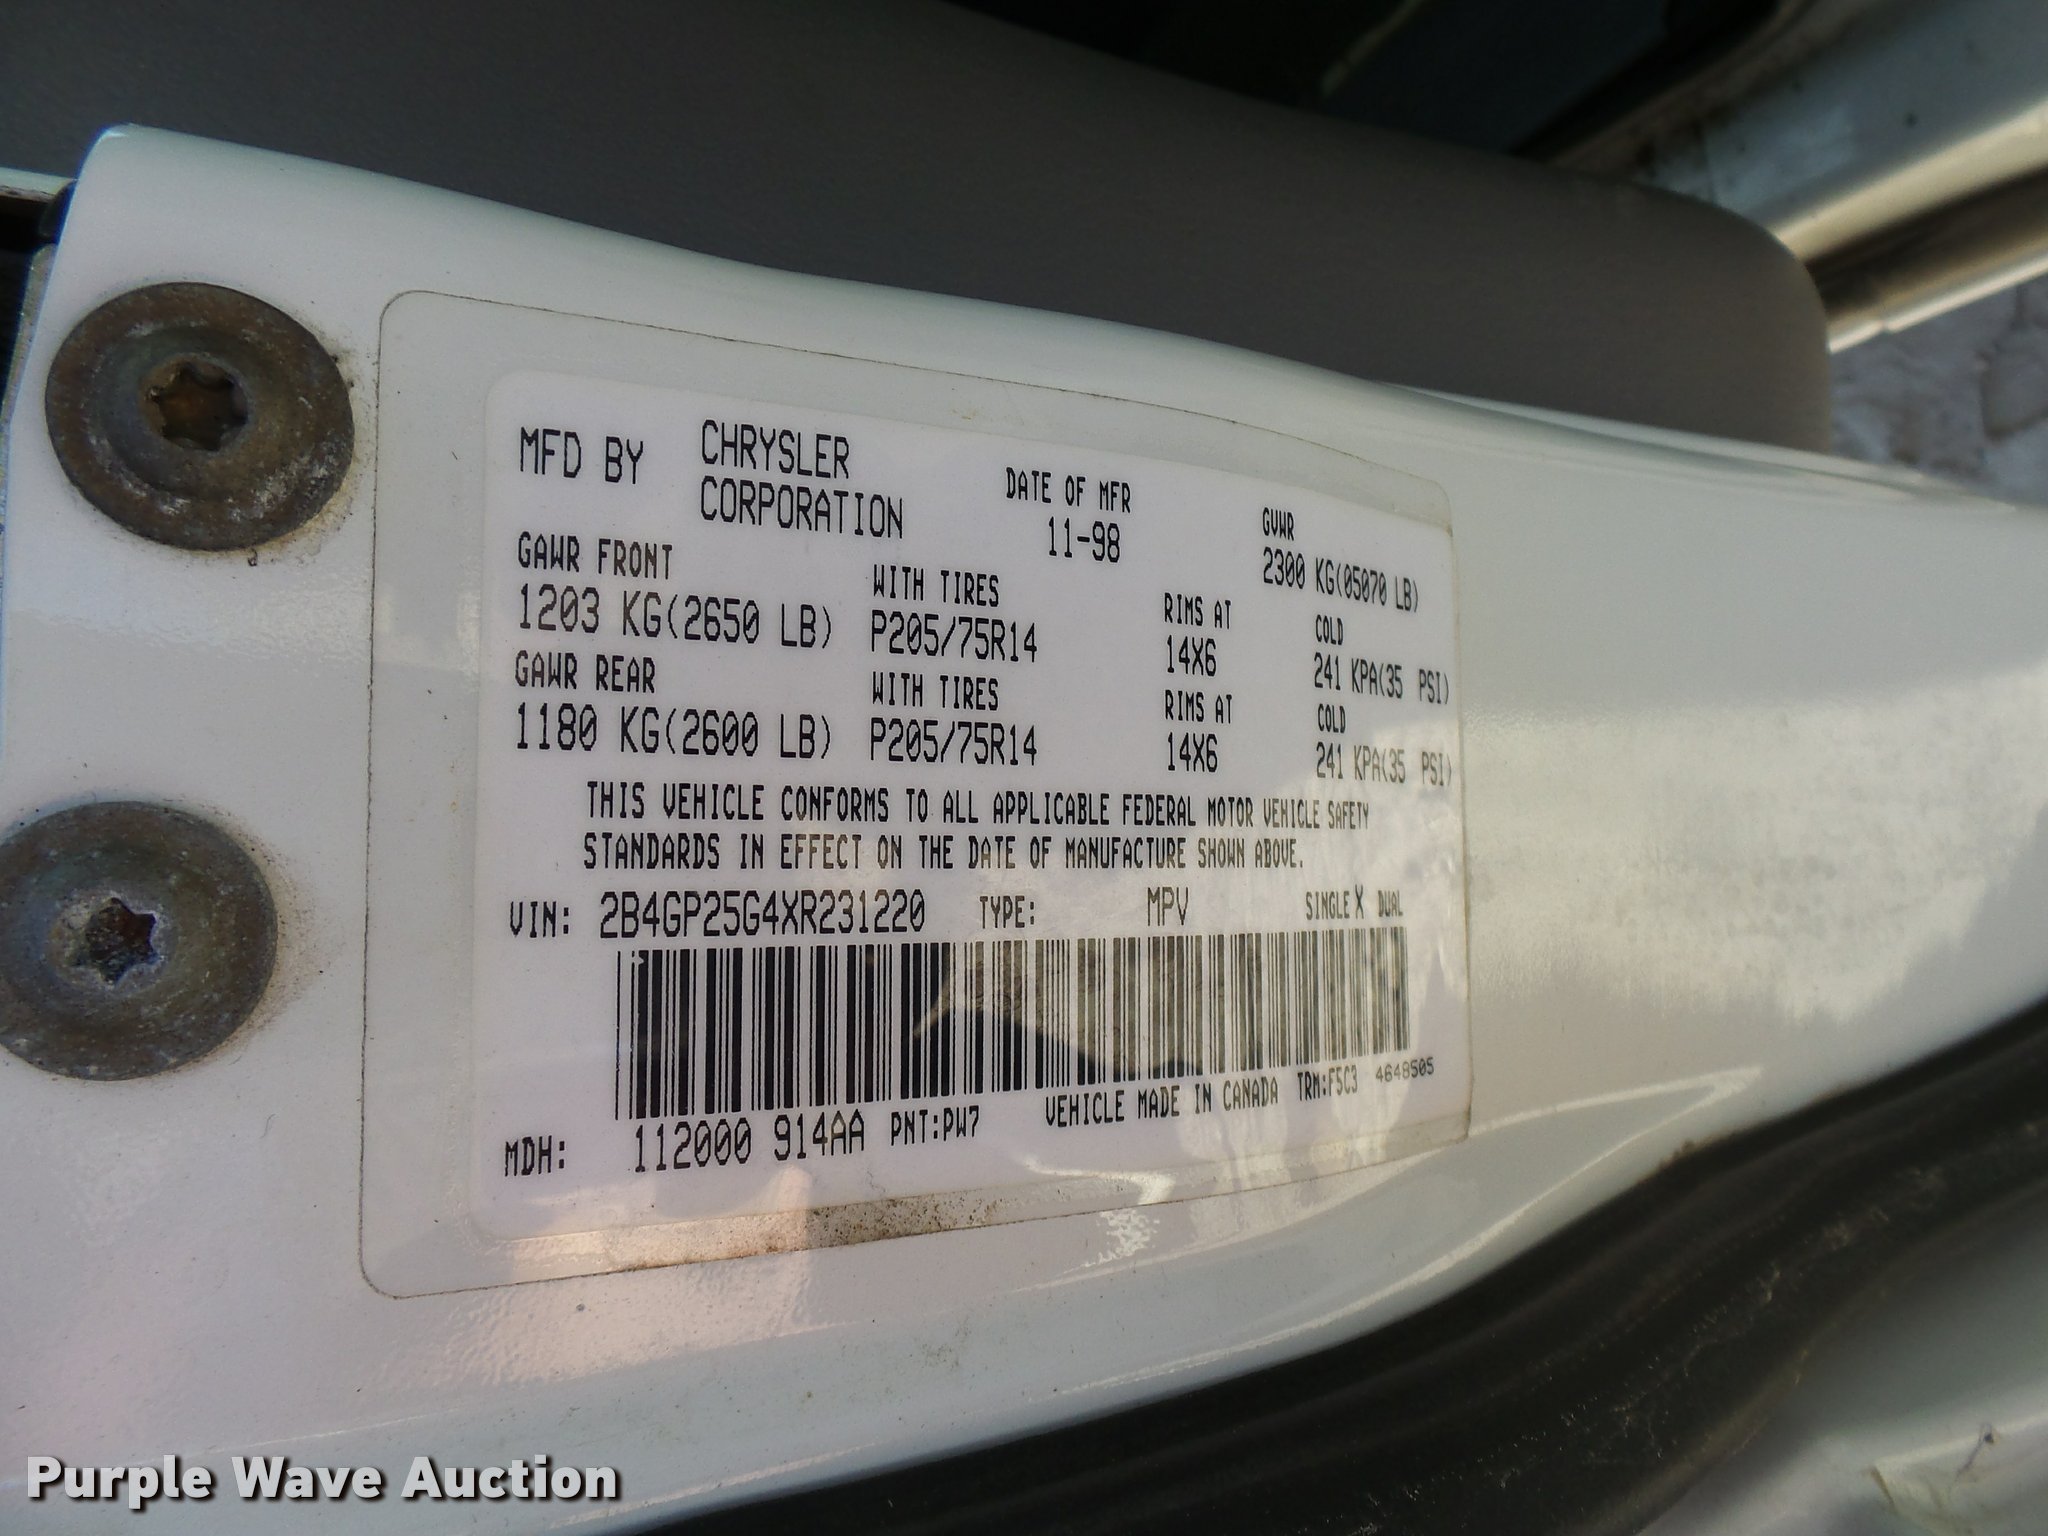 MFD BY CHRYSLER CORPORATION DATE OF MFR 11-98 GVWR 2300 KG(05070 LB)
GAWR FRONT WITH TIRES RIMS AT COLD
1203 KG(2650 LB) P205/75R14 14X6 241 KPA(35 PSI)
GAWR REAR WITH TIRES RIMS AT COLD
1180 KG(2600 LB) P205/75R14 14X6 241 KPA(35 PSI)
THIS VEHICLE CONFORMS TO ALL APPLICABLE FEDERAL MOTOR VEHICLE SAFETY
STANDARDS IN EFFECT ON THE DATE OF MANUFACTURE SHOWN ABOVE.
VIN: 2B4GP25G4XR231220 TYPE: MPV SINGLE X DUAL
MDH: 112000 914AA PNT:PW7 VEHICLE MADE IN CANADA TRM:F5C3 4648505
Purple Wave Auction